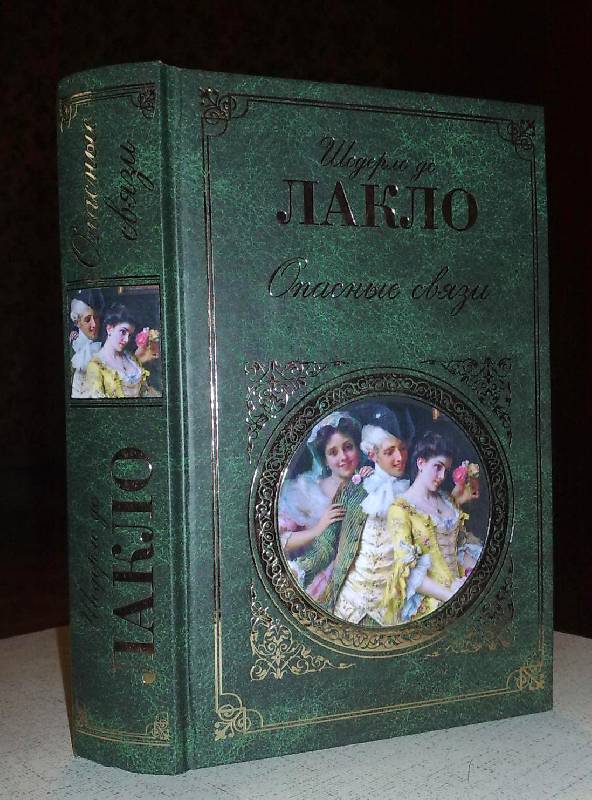 Шодерло де
ЛАКЛО
Опасные связи
Опасные
связи
Шодерло де
ЛАКЛО